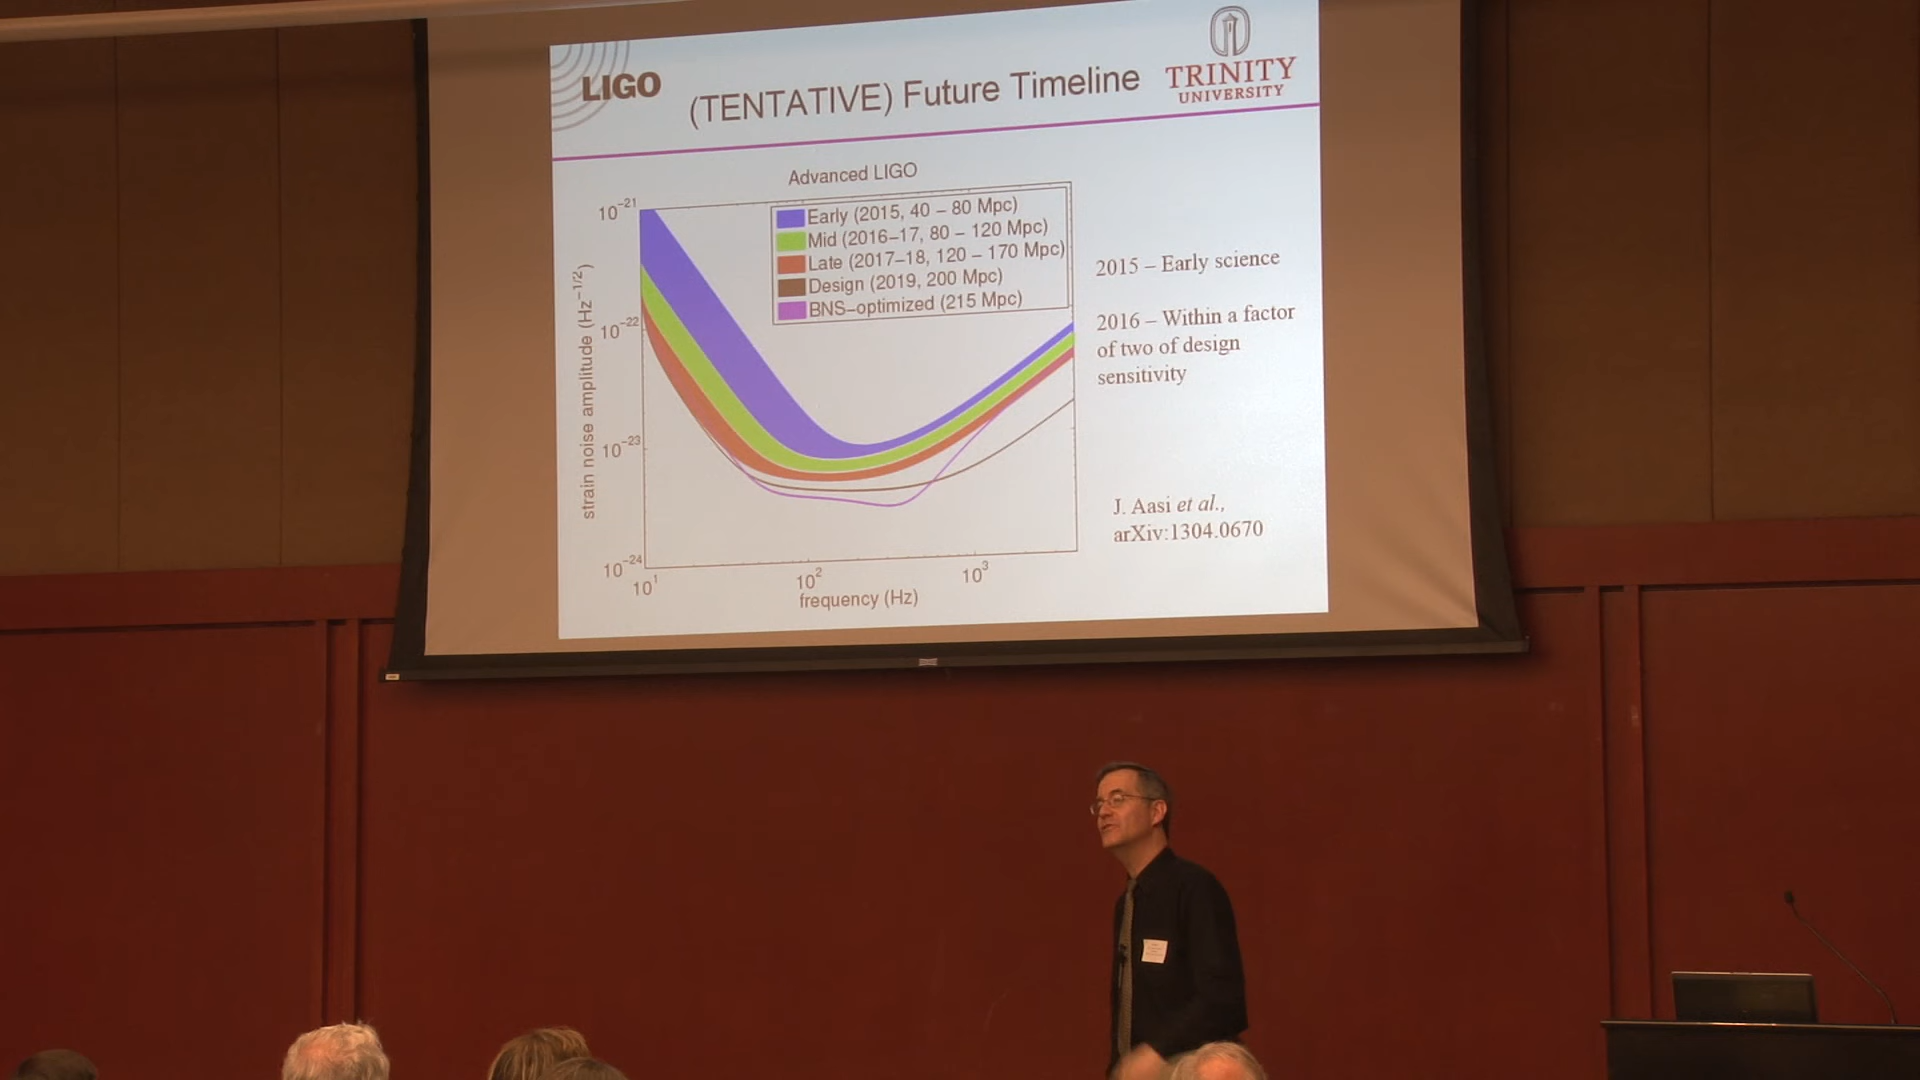 LIGO
(TENTATIVE) Future Timeline
TRINITY
UNIVERSITY
Advanced LIGO
Early (2015, 40 – 80 Mpc)
Mid (2016–17, 80 – 120 Mpc)
Late (2017–18, 120 – 170 Mpc)
Design (2019, 200 Mpc)
BNS–optimized (215 Mpc)
strain noise amplitude (Hz^{−1/2})
10^{−21}
10^{−22}
10^{−23}
10^{−24}
10^1
10^2
10^3
frequency (Hz)
2015 – Early science
2016 – Within a factor
of two of design
sensitivity
J. Aasi et al.,
arXiv:1304.0670